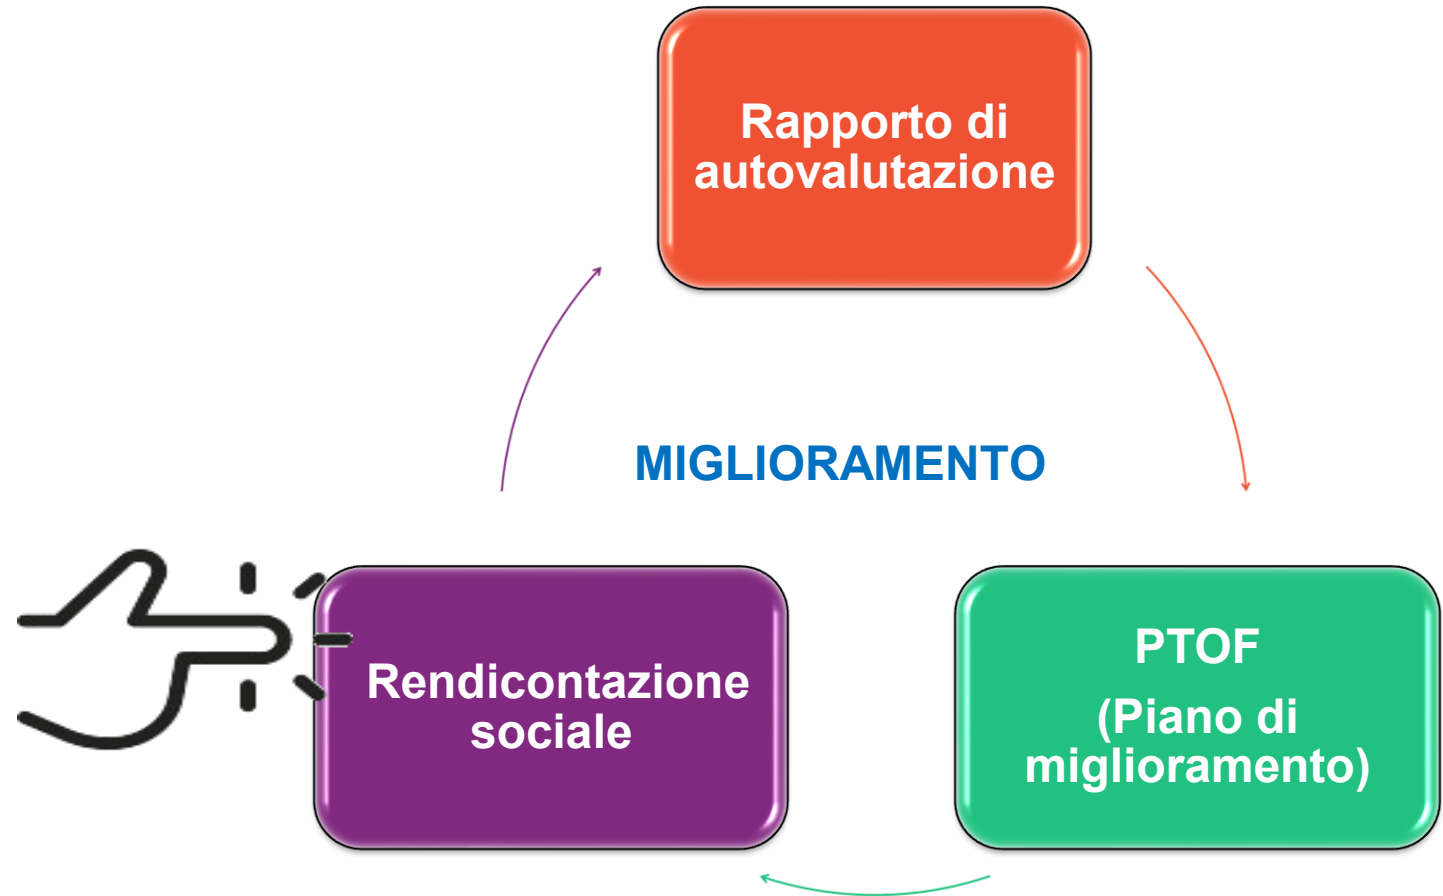 Rapporto di
autovalutazione
MIGLIORAMENTO
Rendicontazione
sociale
PTOF
(Piano di
miglioramento)